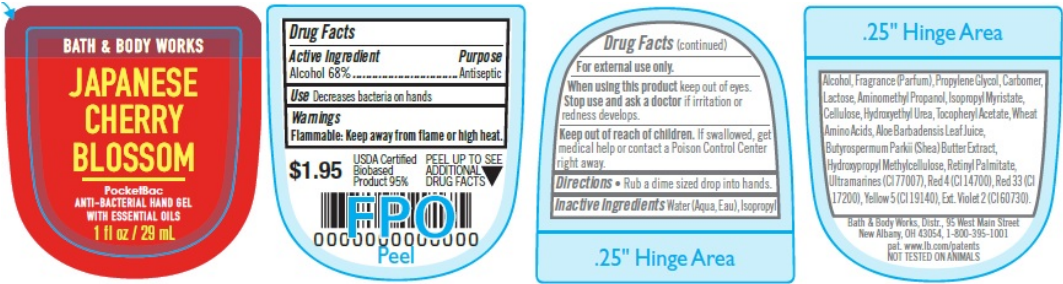 BATH & BODY WORKS
JAPANESE
CHERRY
BLOSSOM
PocketBac
ANTI-BACTERIAL HAND GEL
WITH ESSENTIAL OILS
1 fl oz / 29 mL
Drug Facts
Active Ingredient Purpose
Alcohol 68%................................Antiseptic
Use Decreases bacteria on hands
Warnings
Flammable: Keep away from flame or high heat.
$1.95
USDA Certified
Biobased
Product 95%
PEEL UP TO SEE
ADDITIONAL
DRUG FACTS▼
FPO
0000000000000
Peel
Drug Facts (continued)
For external use only.
When using this product keep out of eyes.
Stop use and ask a doctor if irritation or
redness develops.
Keep out of reach of children. If swallowed, get
medical help or contact a Poison Control Center
right away.
Directions • Rub a dime sized drop into hands.
Inactive Ingredients Water (Aqua, Eau), Isopropyl
.25" Hinge Area
.25" Hinge Area
Alcohol, Fragrance (Parfum), Propylene Glycol, Carbomer,
Lactose, Aminomethyl Propanol, Isopropyl Myristate,
Cellulose, Hydroxyethyl Urea, Tocopheryl Acetate, Wheat
Amino Acids, Aloe Barbadensis Leaf Juice,
Butyrospermum Parkii (Shea) Butter Extract,
Hydroxypropyl Methylcellulose, Retinyl Palmitate,
Ultramarines (CI 77007), Red 4 (CI 14700), Red 33 (CI
17200), Yellow 5 (CI 19140), Ext. Violet 2 (CI 60730).
Bath & Body Works, Distr., 95 West Main Street
New Albany, OH 43054, 1-800-395-1001
pat. www.lb.com/patents
NOT TESTED ON ANIMALS